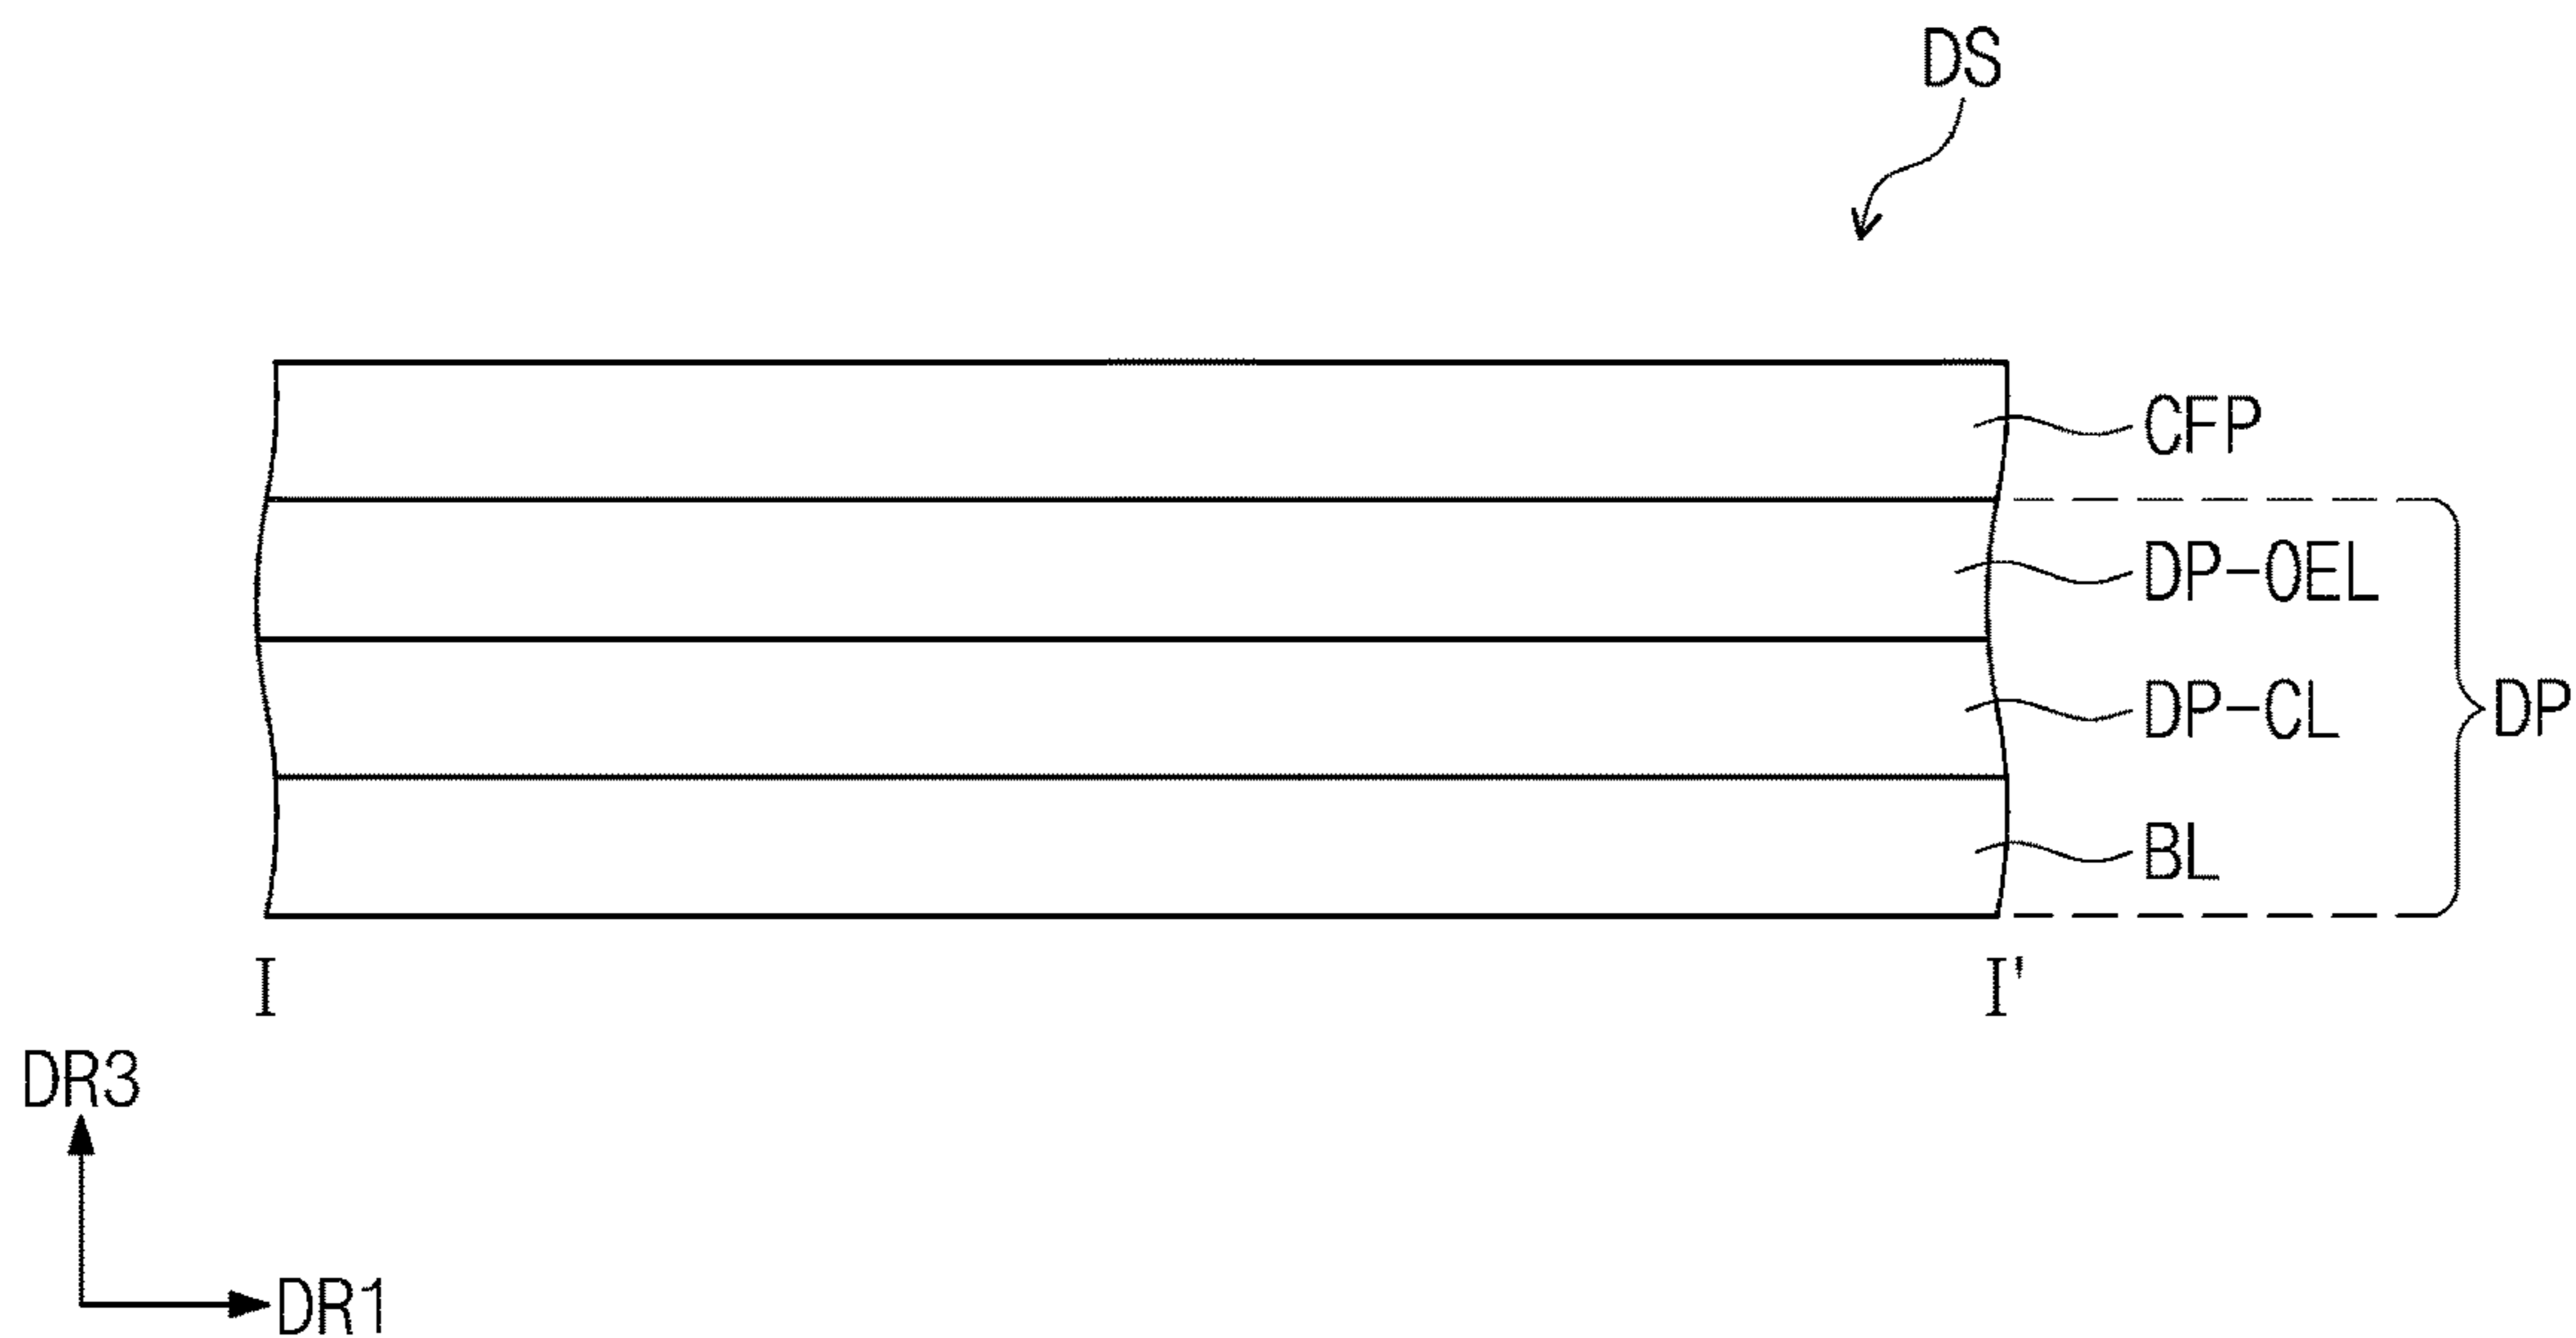 DS
CFP
DP-OEL
DP-CL
DP
BL
I
I'
DR3
DR1